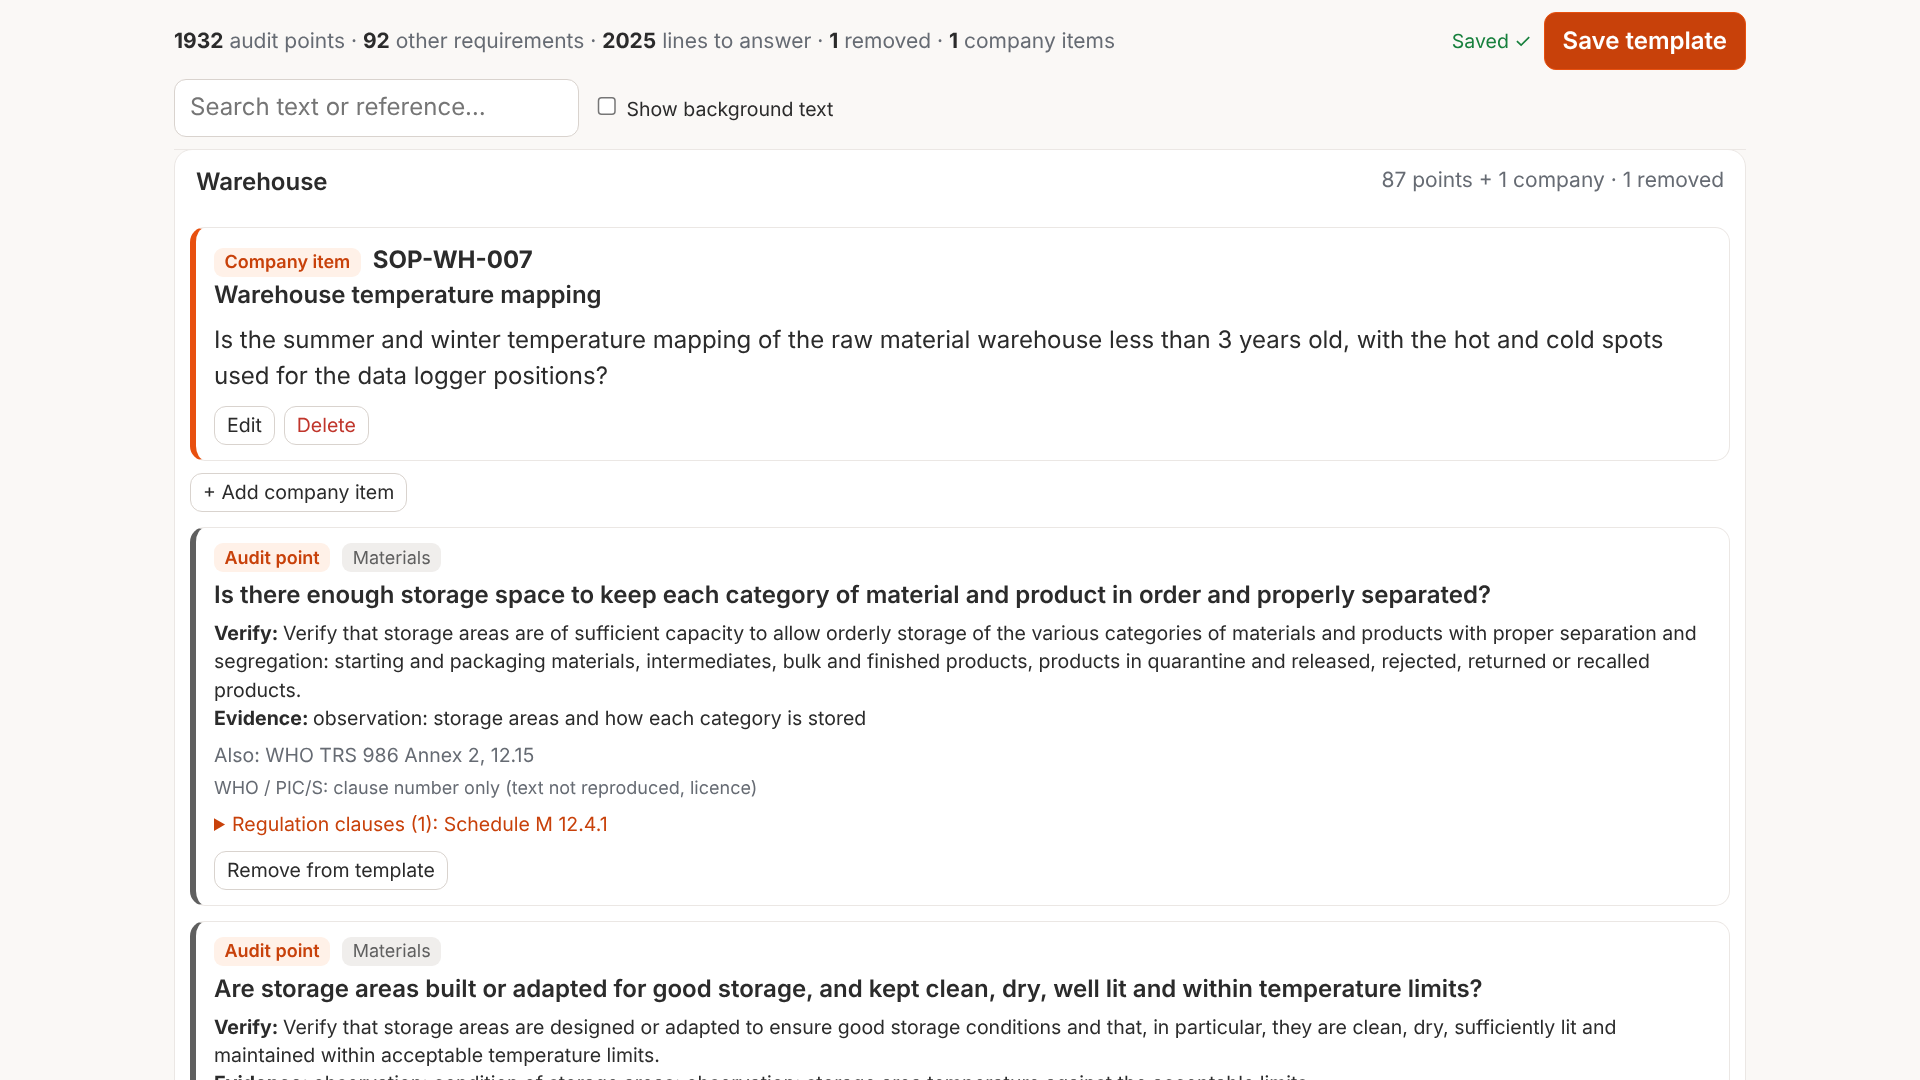 1932 audit points · 92 other requirements · 2025 lines to answer · 1 removed · 1 company items
Saved ✓
Save template
Search text or reference...
Show background text
Warehouse
87 points + 1 company · 1 removed
Company item SOP-WH-007
Warehouse temperature mapping
Is the summer and winter temperature mapping of the raw material warehouse less than 3 years old, with the hot and cold spots
used for the data logger positions?
Edit Delete
+ Add company item
Audit point Materials
Is there enough storage space to keep each category of material and product in order and properly separated?
Verify: Verify that storage areas are of sufficient capacity to allow orderly storage of the various categories of materials and products with proper separation and
segregation: starting and packaging materials, intermediates, bulk and finished products, products in quarantine and released, rejected, returned or recalled
products.
Evidence: observation: storage areas and how each category is stored
Also: WHO TRS 986 Annex 2, 12.15
WHO / PIC/S: clause number only (text not reproduced, licence)
▶ Regulation clauses (1): Schedule M 12.4.1
Remove from template
Audit point Materials
Are storage areas built or adapted for good storage, and kept clean, dry, well lit and within temperature limits?
Verify: Verify that storage areas are designed or adapted to ensure good storage conditions and that, in particular, they are clean, dry, sufficiently lit and
maintained within acceptable temperature limits.